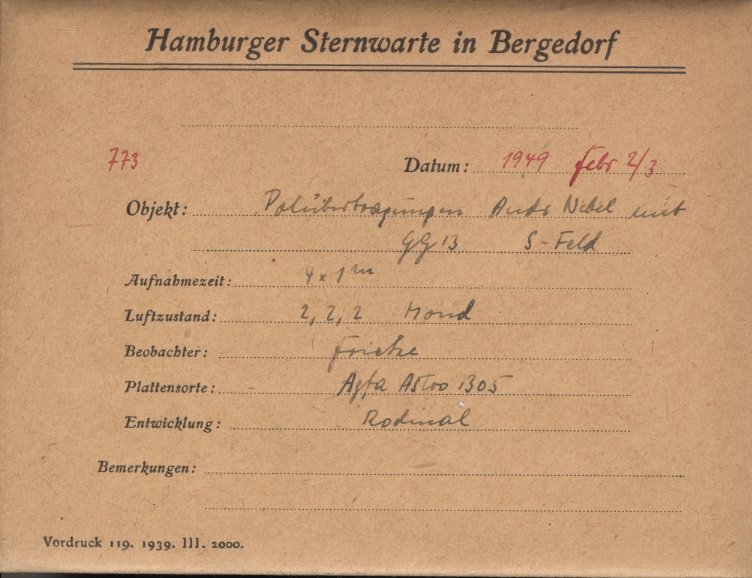 Hamburger Sternwarte in Bergedorf
773
Datum: 1949 Febr 2/3
Objekt: Polübertragungen Andr Nebel mit
GG 13 S-Feld
Aufnahmezeit: 4 x 1m
Luftzustand: 2, 2, 2 Mond
Beobachter: Fricke
Plattensorte: Agfa Astro 1305
Entwicklung: Rodinal
Bemerkungen:
Vordruck 119. 1939. III. 2000.